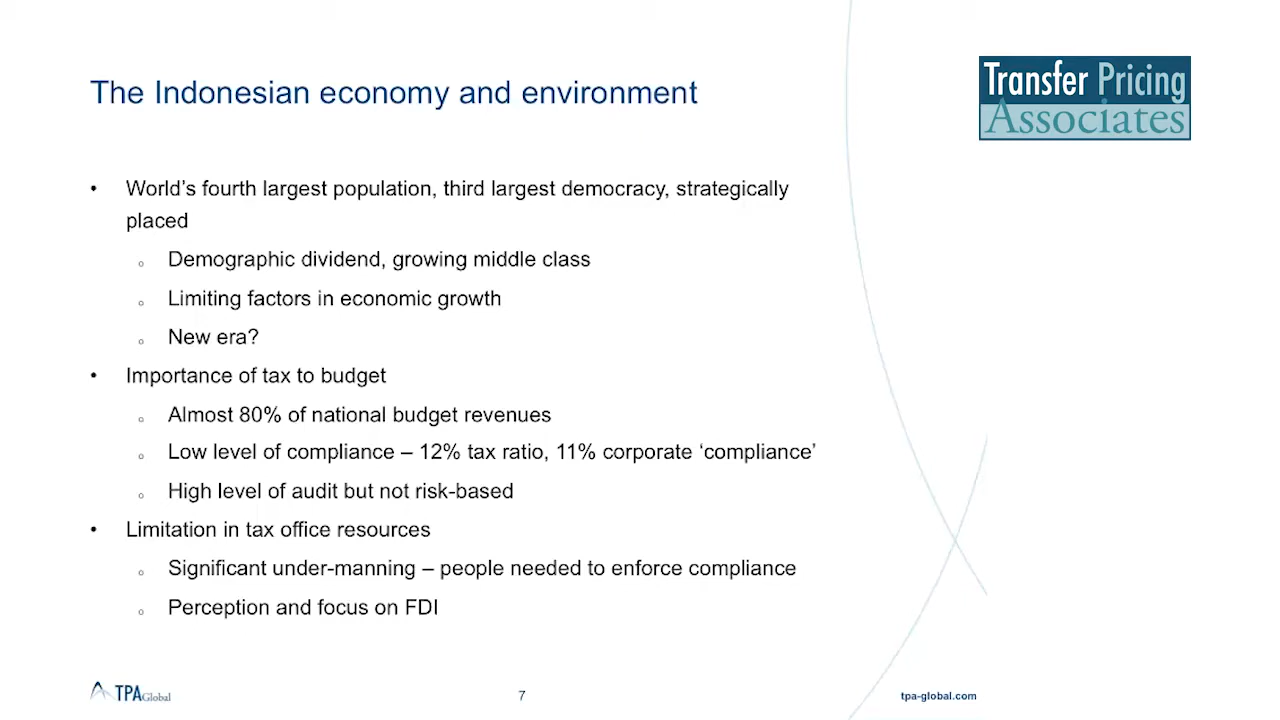 The Indonesian economy and environment
Transfer Pricing
Associates
• World’s fourth largest population, third largest democracy, strategically
placed
o Demographic dividend, growing middle class
o Limiting factors in economic growth
o New era?
• Importance of tax to budget
o Almost 80% of national budget revenues
o Low level of compliance – 12% tax ratio, 11% corporate ‘compliance’
o High level of audit but not risk-based
• Limitation in tax office resources
o Significant under-manning – people needed to enforce compliance
o Perception and focus on FDI
TPA Global
7
tpa-global.com